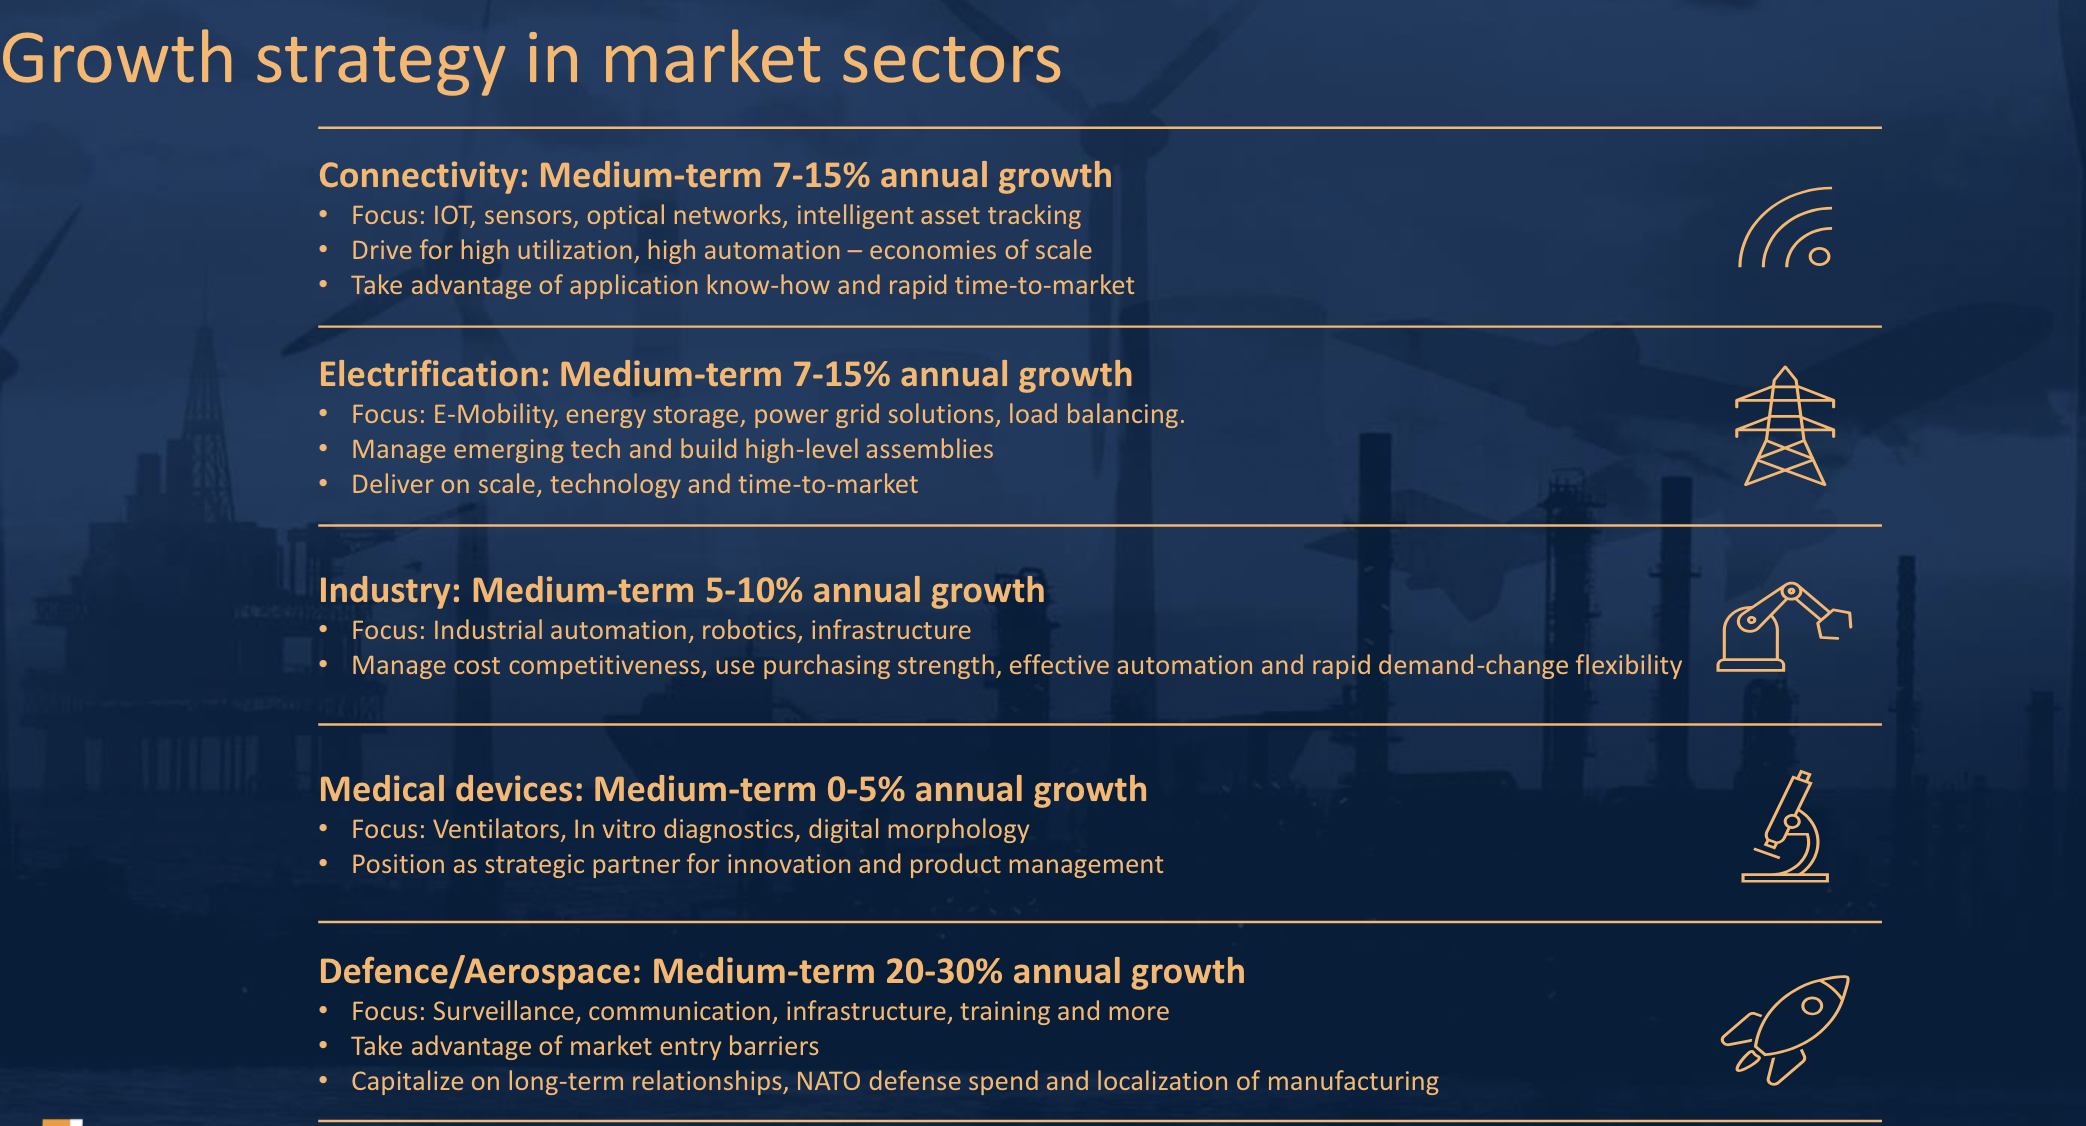 Growth strategy in market sectors
Connectivity: Medium-term 7-15% annual growth
• Focus: IOT, sensors, optical networks, intelligent asset tracking
• Drive for high utilization, high automation – economies of scale
• Take advantage of application know-how and rapid time-to-market
Electrification: Medium-term 7-15% annual growth
• Focus: E-Mobility, energy storage, power grid solutions, load balancing.
• Manage emerging tech and build high-level assemblies
• Deliver on scale, technology and time-to-market
Industry: Medium-term 5-10% annual growth
• Focus: Industrial automation, robotics, infrastructure
• Manage cost competitiveness, use purchasing strength, effective automation and rapid demand-change flexibility
Medical devices: Medium-term 0-5% annual growth
• Focus: Ventilators, In vitro diagnostics, digital morphology
• Position as strategic partner for innovation and product management
Defence/Aerospace: Medium-term 20-30% annual growth
• Focus: Surveillance, communication, infrastructure, training and more
• Take advantage of market entry barriers
• Capitalize on long-term relationships, NATO defense spend and localization of manufacturing